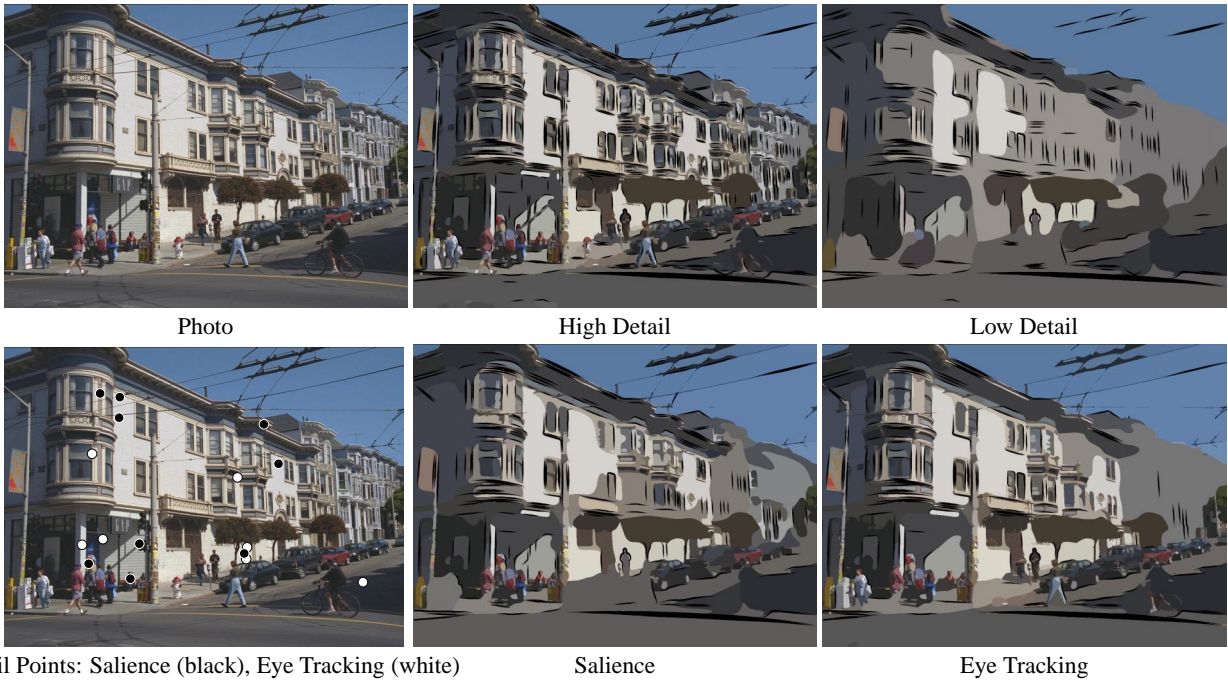 Photo
High Detail
Low Detail
il Points: Salience (black), Eye Tracking (white)
Salience
Eye Tracking